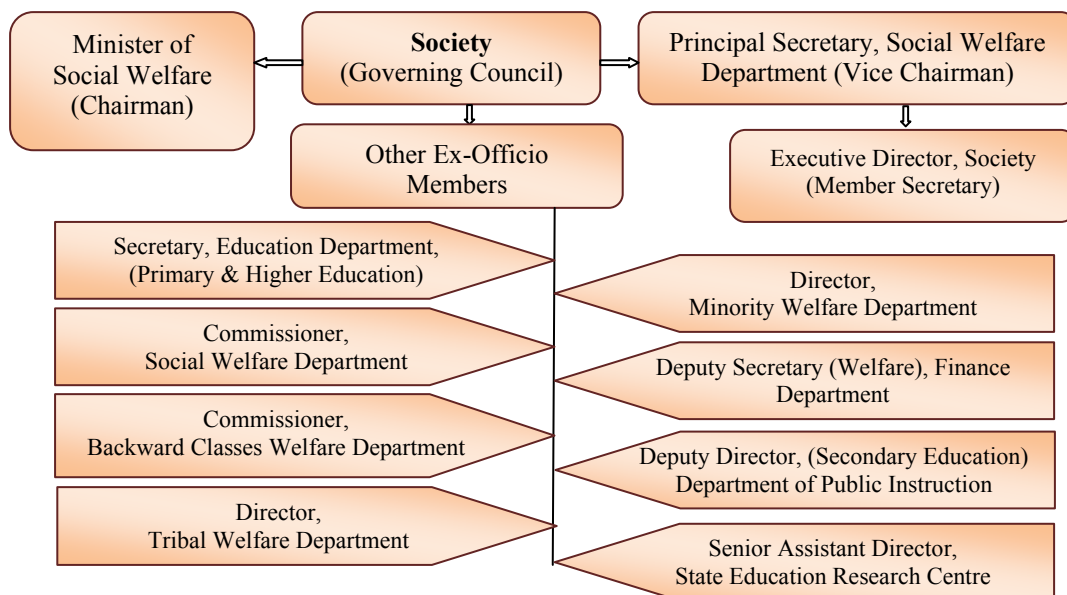 Minister of
Social Welfare
(Chairman)
Society
(Governing Council)
Principal Secretary, Social Welfare
Department (Vice Chairman)
Other Ex-Officio
Members
Executive Director, Society
(Member Secretary)
Secretary, Education Department,
(Primary & Higher Education)
Director,
Minority Welfare Department
Commissioner,
Social Welfare Department
Deputy Secretary (Welfare), Finance
Department
Commissioner,
Backward Classes Welfare Department
Deputy Director, (Secondary Education)
Department of Public Instruction
Director,
Tribal Welfare Department
Senior Assistant Director,
State Education Research Centre